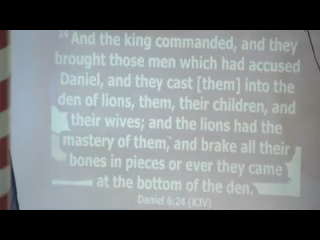 24 And the king commanded, and they
brought those men which had accused
Daniel, and they cast [them] into the
den of lions, them, their children, and
their wives; and the lions had the
mastery of them, and brake all their
bones in pieces or ever they came
at the bottom of the den.
Daniel 6:24 (KJV)